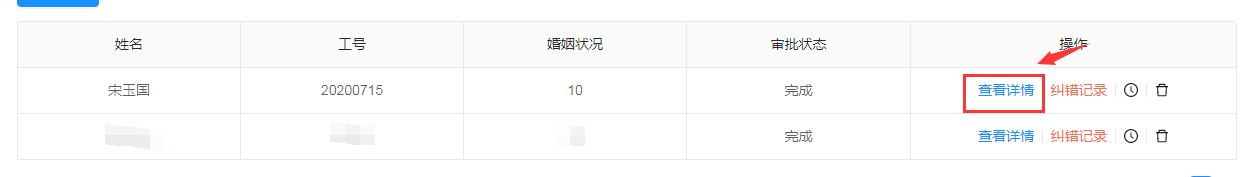 姓名 工号 婚姻状况 审批状态 操作
宋玉国 20200715 10 完成 查看详情 纠错记录
完成 查看详情 纠错记录